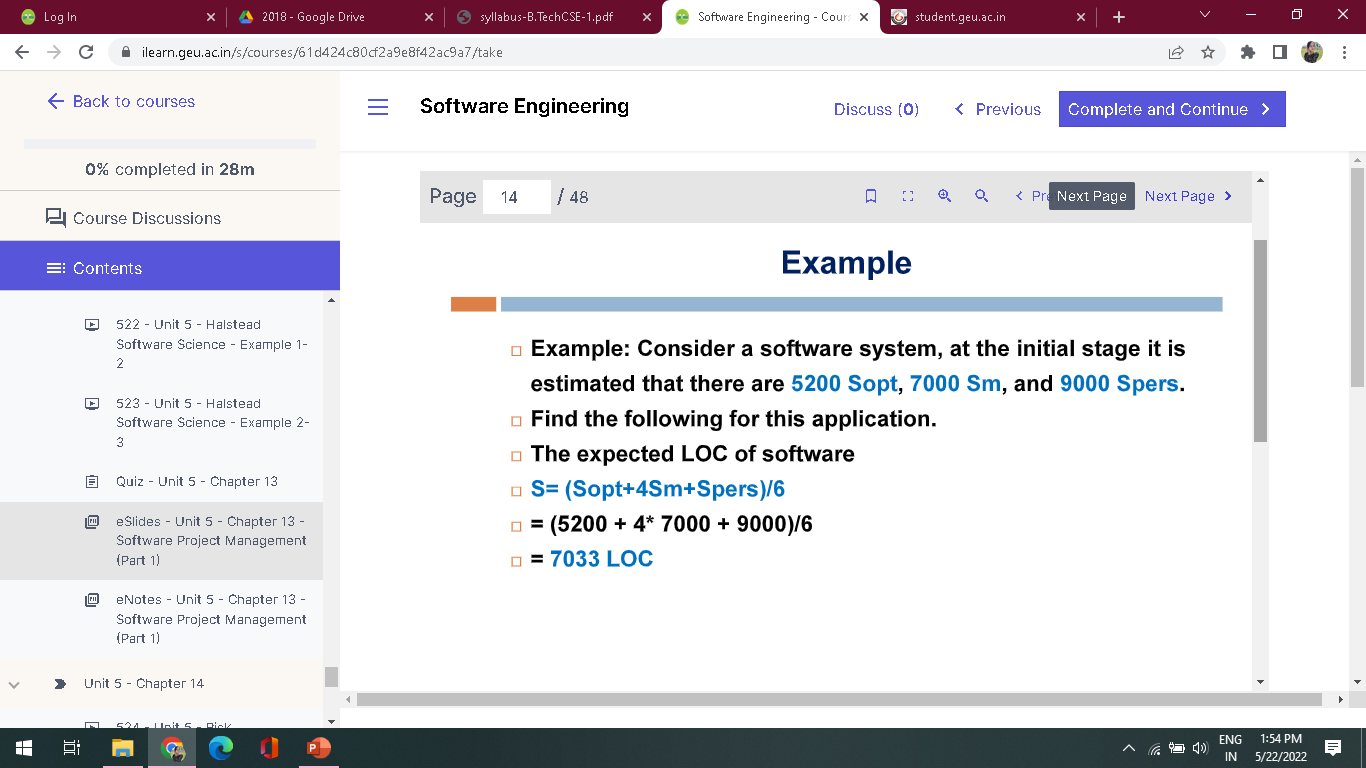 Log In
2018 - Google Drive
syllabus-B.TechCSE-1.pdf
Software Engineering - Cours
student.geu.ac.in
ilearn.geu.ac.in/s/courses/61d424c80cf2a9e8f42ac9a7/take
Back to courses
0% completed in 28m
Course Discussions
Contents
522 - Unit 5 - Halstead
Software Science - Example 1-
2
523 - Unit 5 - Halstead
Software Science - Example 2-
3
Quiz - Unit 5 - Chapter 13
eSlides - Unit 5 - Chapter 13 -
Software Project Management
(Part 1)
eNotes - Unit 5 - Chapter 13 -
Software Project Management
(Part 1)
Unit 5 - Chapter 14
524 - Unit 5 - Risk
Software Engineering
Discuss (0)
Previous
Complete and Continue
Page 14 / 48
Pre
Next Page
Next Page
Example
Example: Consider a software system, at the initial stage it is
estimated that there are 5200 Sopt, 7000 Sm, and 9000 Spers.
Find the following for this application.
The expected LOC of software
S= (Sopt+4Sm+Spers)/6
= (5200 + 4* 7000 + 9000)/6
= 7033 LOC
ENG
IN
1:54 PM
5/22/2022